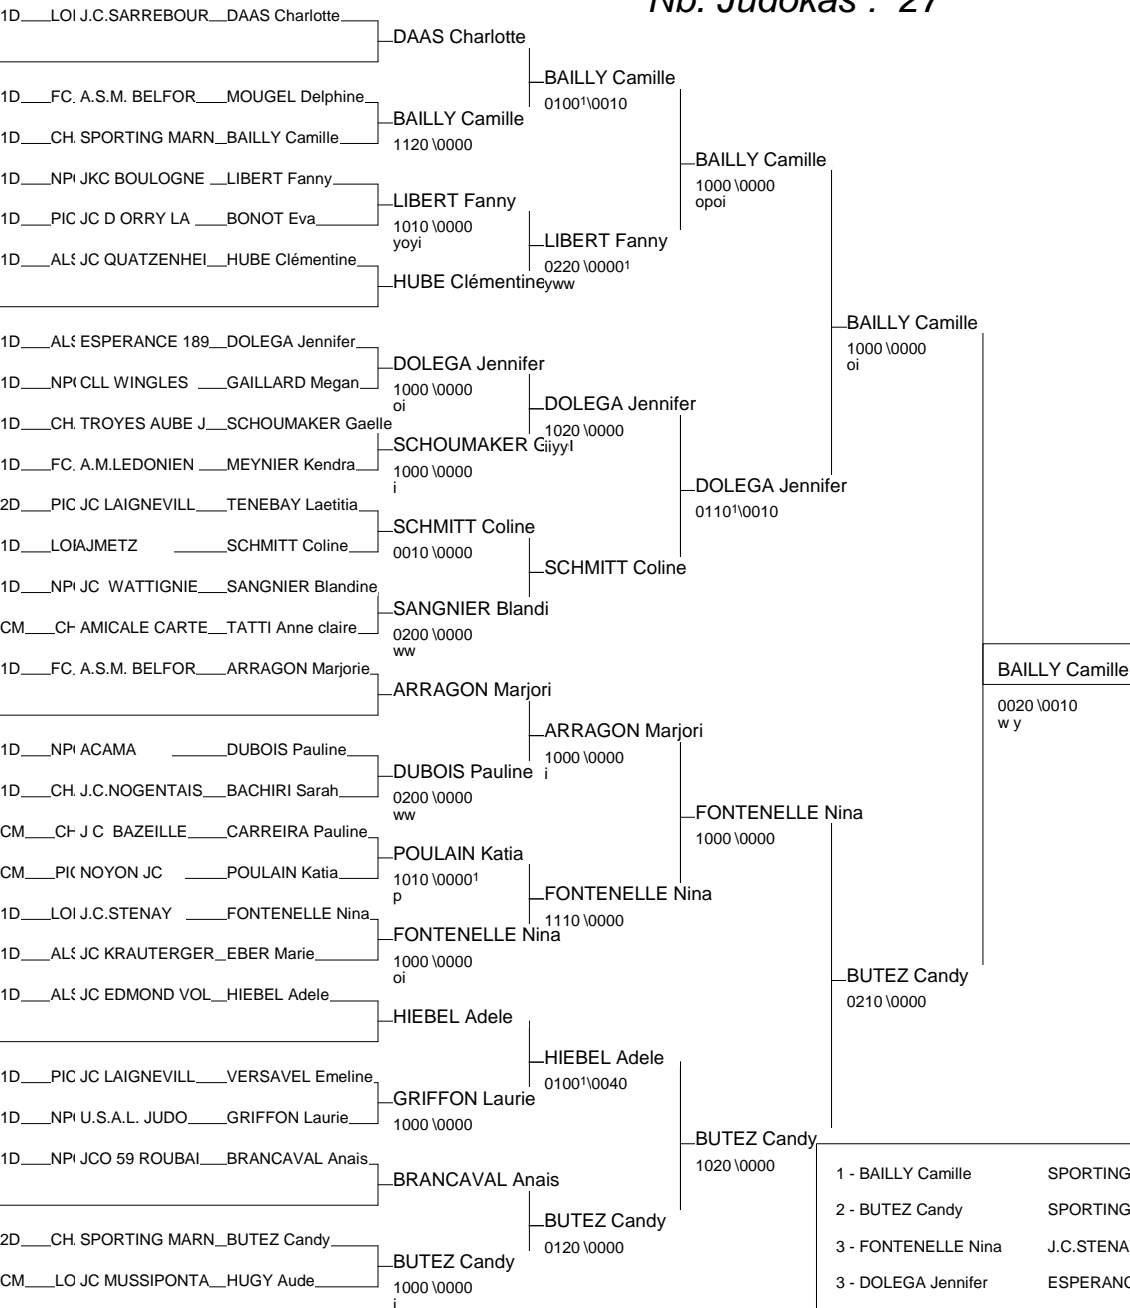 Nb. Judokas : 27
1D LOI J.C.SARREBOUR DAAS Charlotte
DAAS Charlotte
BAILLY Camille
0100¹\0010
1D FC. A.S.M. BELFOR MOUGEL Delphine
BAILLY Camille
1120 \0000
1D CH. SPORTING MARN BAILLY Camille
BAILLY Camille
1000 \0000
opoi
1D NP( JKC BOULOGNE LIBERT Fanny
LIBERT Fanny
1010 \0000
yoyi
1D PIC JC D ORRY LA BONOT Eva
LIBERT Fanny
0220 \0000¹
yww
1D ALS JC QUATZENHEI HUBE Clémentine
HUBE Clémentine
BAILLY Camille
1000 \0000
oi
1D ALS ESPERANCE 189 DOLEGA Jennifer
DOLEGA Jennifer
1000 \0000
oi
1D NP( CLL WINGLES GAILLARD Megan
DOLEGA Jennifer
1020 \0000
iiyy
1D CH. TROYES AUBE J SCHOUMAKER Gaelle
SCHOUMAKER G
1000 \0000
i
1D FC. A.M.LEDONIEN MEYNIER Kendra
DOLEGA Jennifer
0110¹\0010
2D PIC JC LAIGNEVILL TENEBAY Laetitia
SCHMITT Coline
0010 \0000
1D LOI AJMETZ SCHMITT Coline
SCHMITT Coline
1D NP( JC WATTIGNIE SANGNIER Blandine
SANGNIER Blandi
0200 \0000
ww
CM CH AMICALE CARTE TATTI Anne claire
BAILLY Camille
0020 \0010
w y
1D FC. A.S.M. BELFOR ARRAGON Marjorie
ARRAGON Marjori
ARRAGON Marjori
1000 \0000
i
1D NP( ACAMA DUBOIS Pauline
DUBOIS Pauline
0200 \0000
ww
1D CH. J.C.NOGENTAIS BACHIRI Sarah
FONTENELLE Nina
1000 \0000
CM CH J C BAZEILLE CARREIRA Pauline
POULAIN Katia
1010 \0000¹
p
CM PI( NOYON JC POULAIN Katia
FONTENELLE Nina
1110 \0000
1D LOI J.C.STENAY FONTENELLE Nina
FONTENELLE Nina
1000 \0000
oi
1D ALS JC KRAUTERGER EBER Marie
BUTEZ Candy
0210 \0000
1D ALS JC EDMOND VOL HIEBEL Adele
HIEBEL Adele
HIEBEL Adele
0100¹\0040
1D PIC JC LAIGNEVILL VERSAVEL Emeline
GRIFFON Laurie
1000 \0000
1D NP( U.S.A.L. JUDO GRIFFON Laurie
BUTEZ Candy
1020 \0000
1D NP( JCO 59 ROUBAI BRANCAVAL Anais
BRANCAVAL Anais
BUTEZ Candy
0120 \0000
2D CH. SPORTING MARN BUTEZ Candy
BUTEZ Candy
1000 \0000
i
CM LO JC MUSSIPONTA HUGY Aude
1 - BAILLY Camille SPORTING
2 - BUTEZ Candy SPORTING
3 - FONTENELLE Nina J.C.STENA
3 - DOLEGA Jennifer ESPERANC